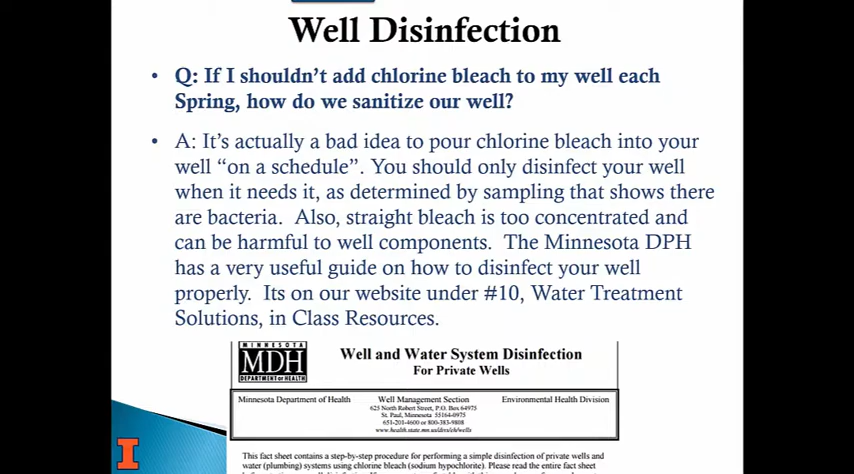 Well Disinfection
• Q: If I shouldn't add chlorine bleach to my well each
Spring, how do we sanitize our well?
• A: It's actually a bad idea to pour chlorine bleach into your
well "on a schedule". You should only disinfect your well
when it needs it, as determined by sampling that shows there
are bacteria. Also, straight bleach is too concentrated and
can be harmful to well components. The Minnesota DPH
has a very useful guide on how to disinfect your well
properly. Its on our website under #10, Water Treatment
Solutions, in Class Resources.
MINNESOTA
MDH
DEPARTMENT OF HEALTH
Well and Water System Disinfection
For Private Wells
Minnesota Department of Health
Well Management Section
Environmental Health Division
625 North Robert Street, P.O. Box 64975
St. Paul, Minnesota 55164-0975
651-201-4600 or 800-383-9808
www.health.state.mn.us/divs/eh/wells
This fact sheet contains a step-by-step procedure for performing a simple disinfection of private wells and
water (plumbing) systems using chlorine bleach (sodium hypochlorite). Please read the entire fact sheet
I